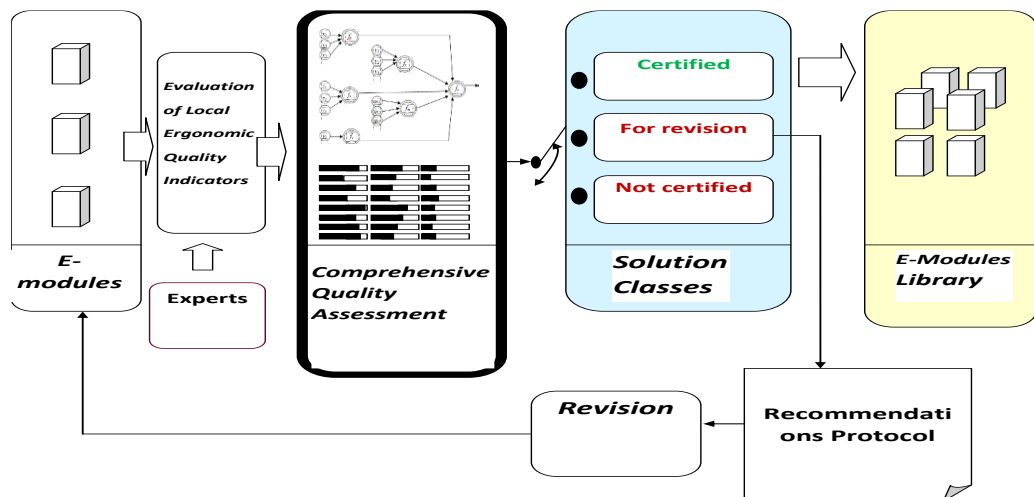 Evaluation
of Local
Ergonomic
Quality
Indicators
E-
modules
Experts
Comprehensive
Quality
Assessment
Certified
For revision
Not certified
Solution
Classes
E-Modules
Library
Revision
Recommendati
ons Protocol